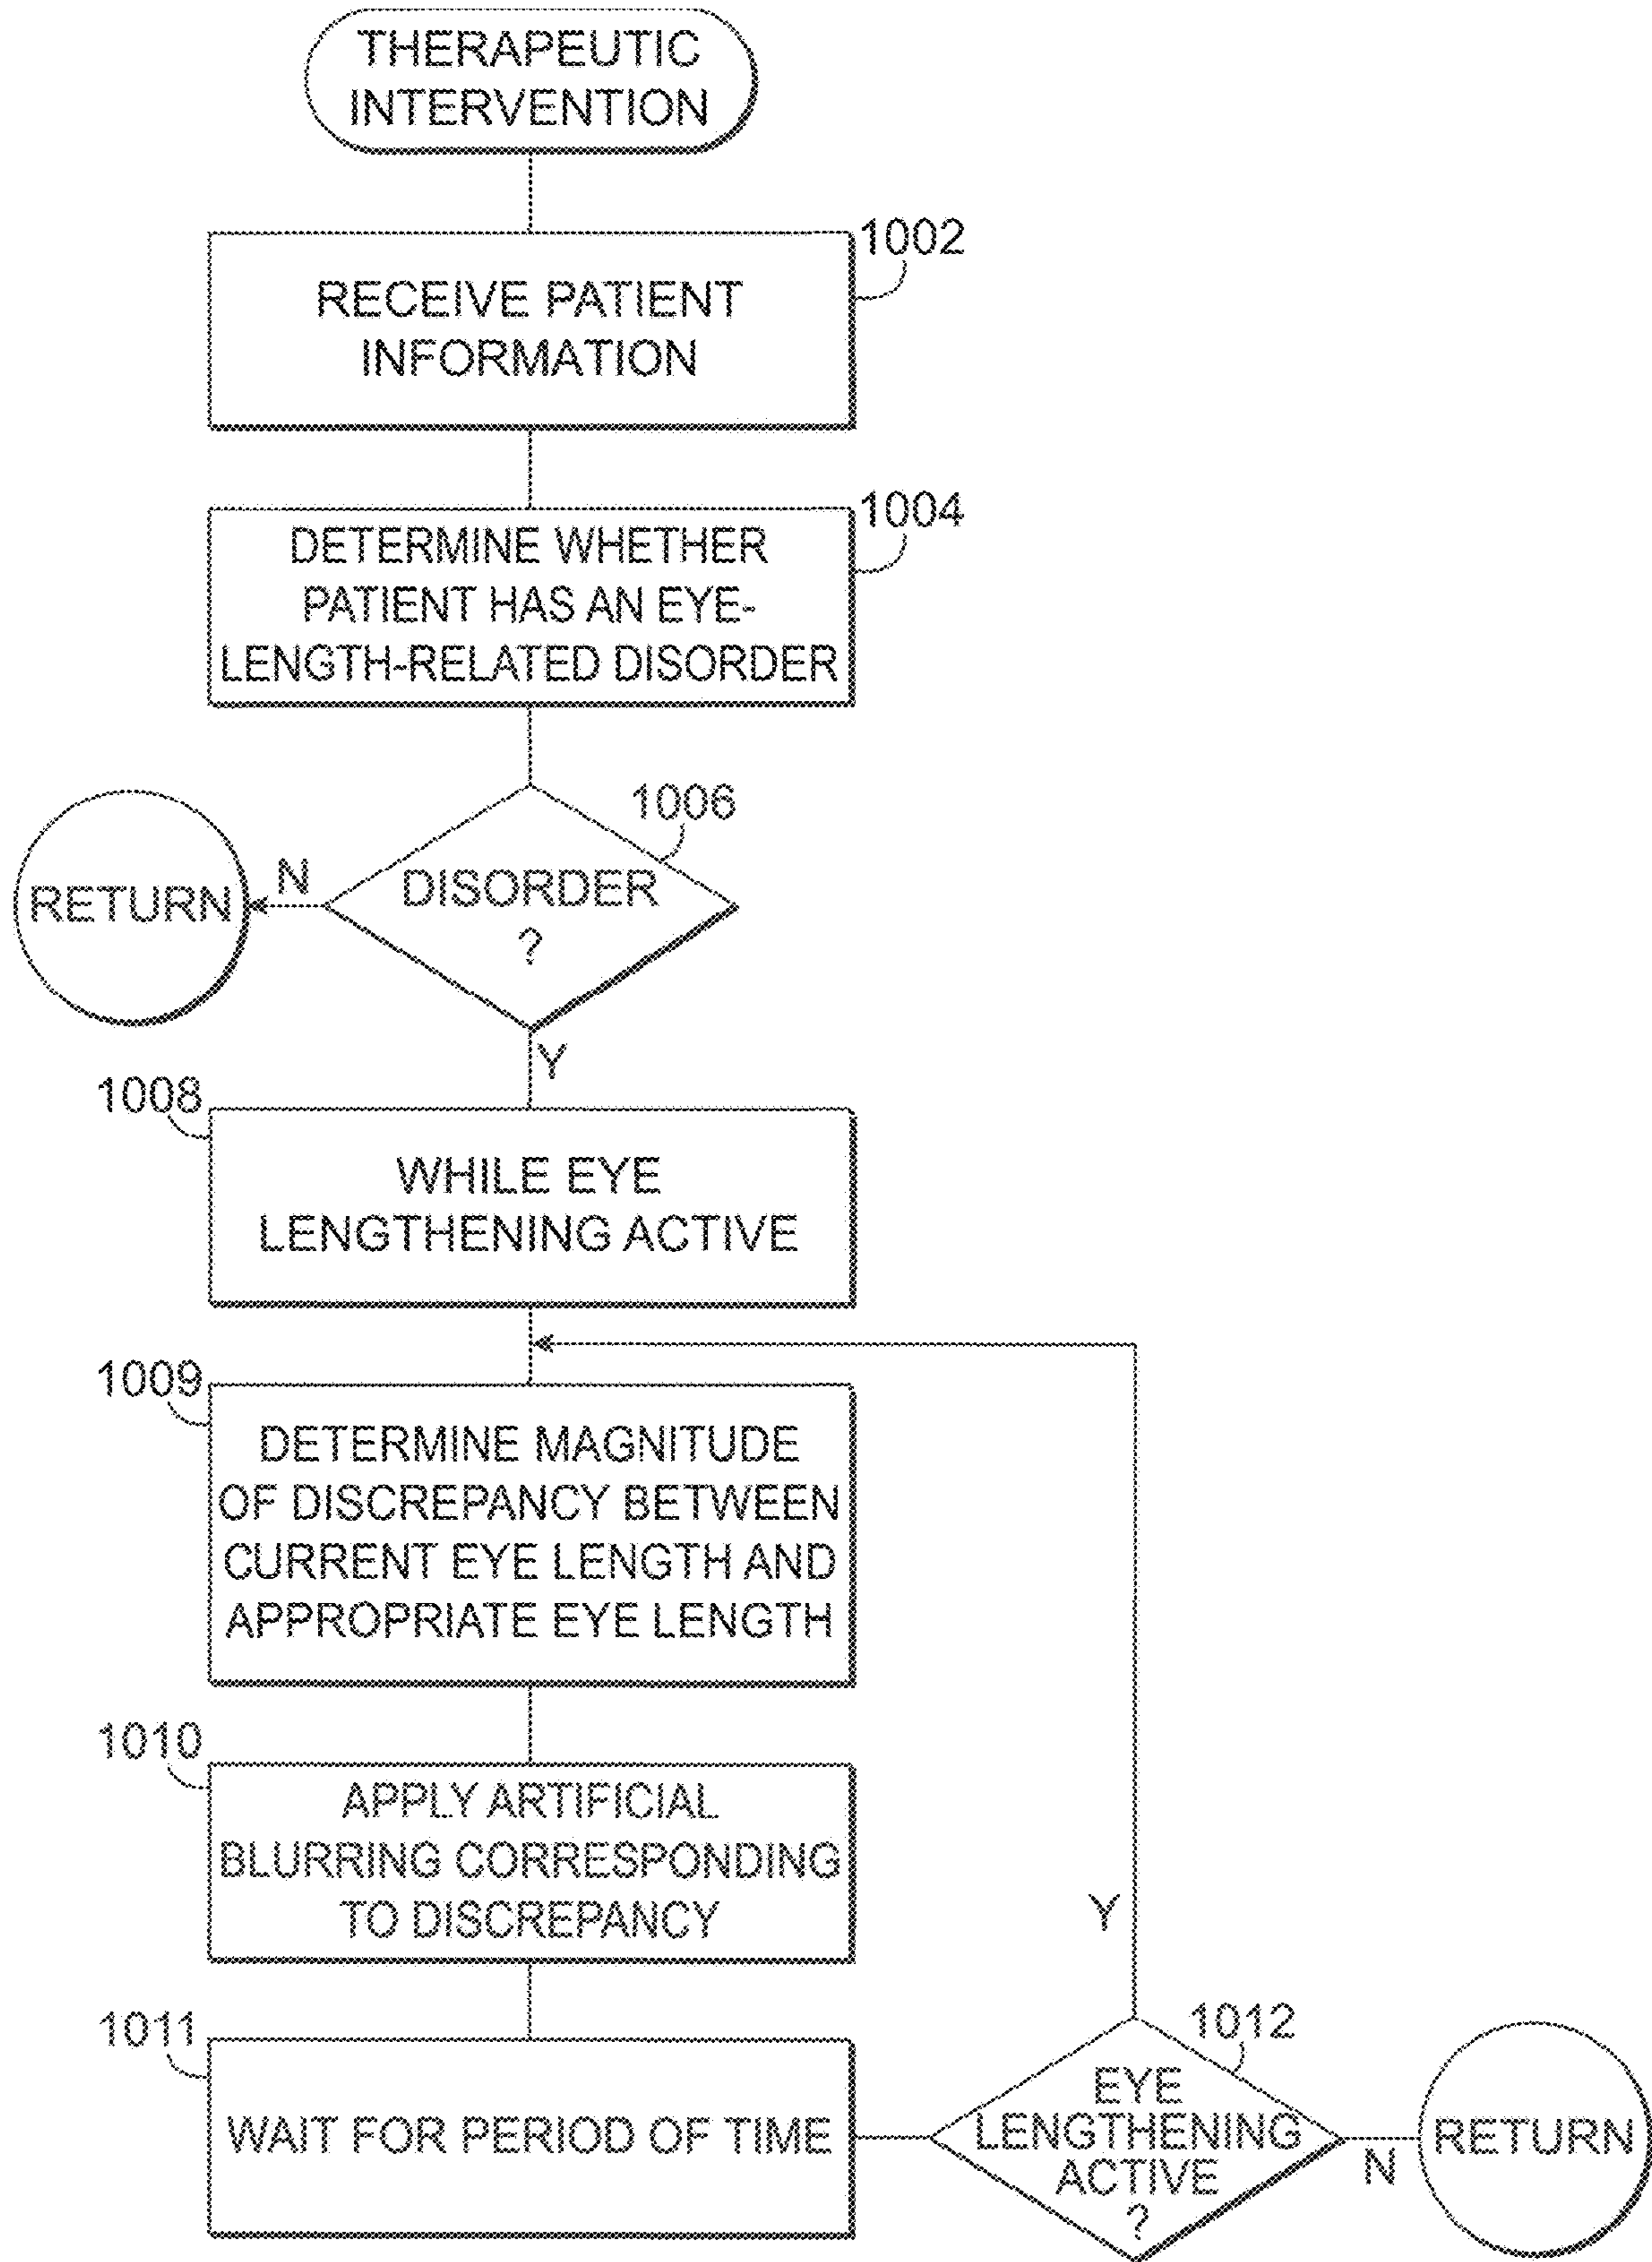 THERAPEUTIC
INTERVENTION
1002
RECEIVE PATIENT
INFORMATION
1004
DETERMINE WHETHER
PATIENT HAS AN EYE-
LENGTH-RELATED DISORDER
1006
DISORDER
?
N
RETURN
Y
1008
WHILE EYE
LENGTHENING ACTIVE
1009
DETERMINE MAGNITUDE
OF DISCREPANCY BETWEEN
CURRENT EYE LENGTH AND
APPROPRIATE EYE LENGTH
1010
APPLY ARTIFICIAL
BLURRING CORRESPONDING
TO DISCREPANCY
1011
WAIT FOR PERIOD OF TIME
Y
1012
EYE
LENGTHENING
ACTIVE
?
N
RETURN